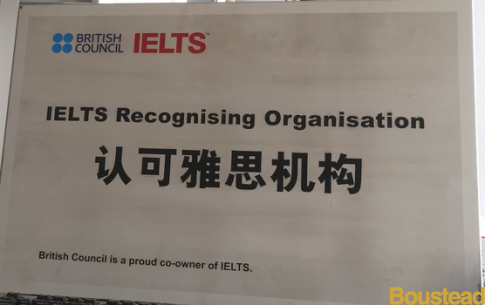 BRITISH COUNCIL IELTS™
IELTS Recognising Organisation
认可雅思机构
British Council is a proud co-owner of IELTS.
Boustead